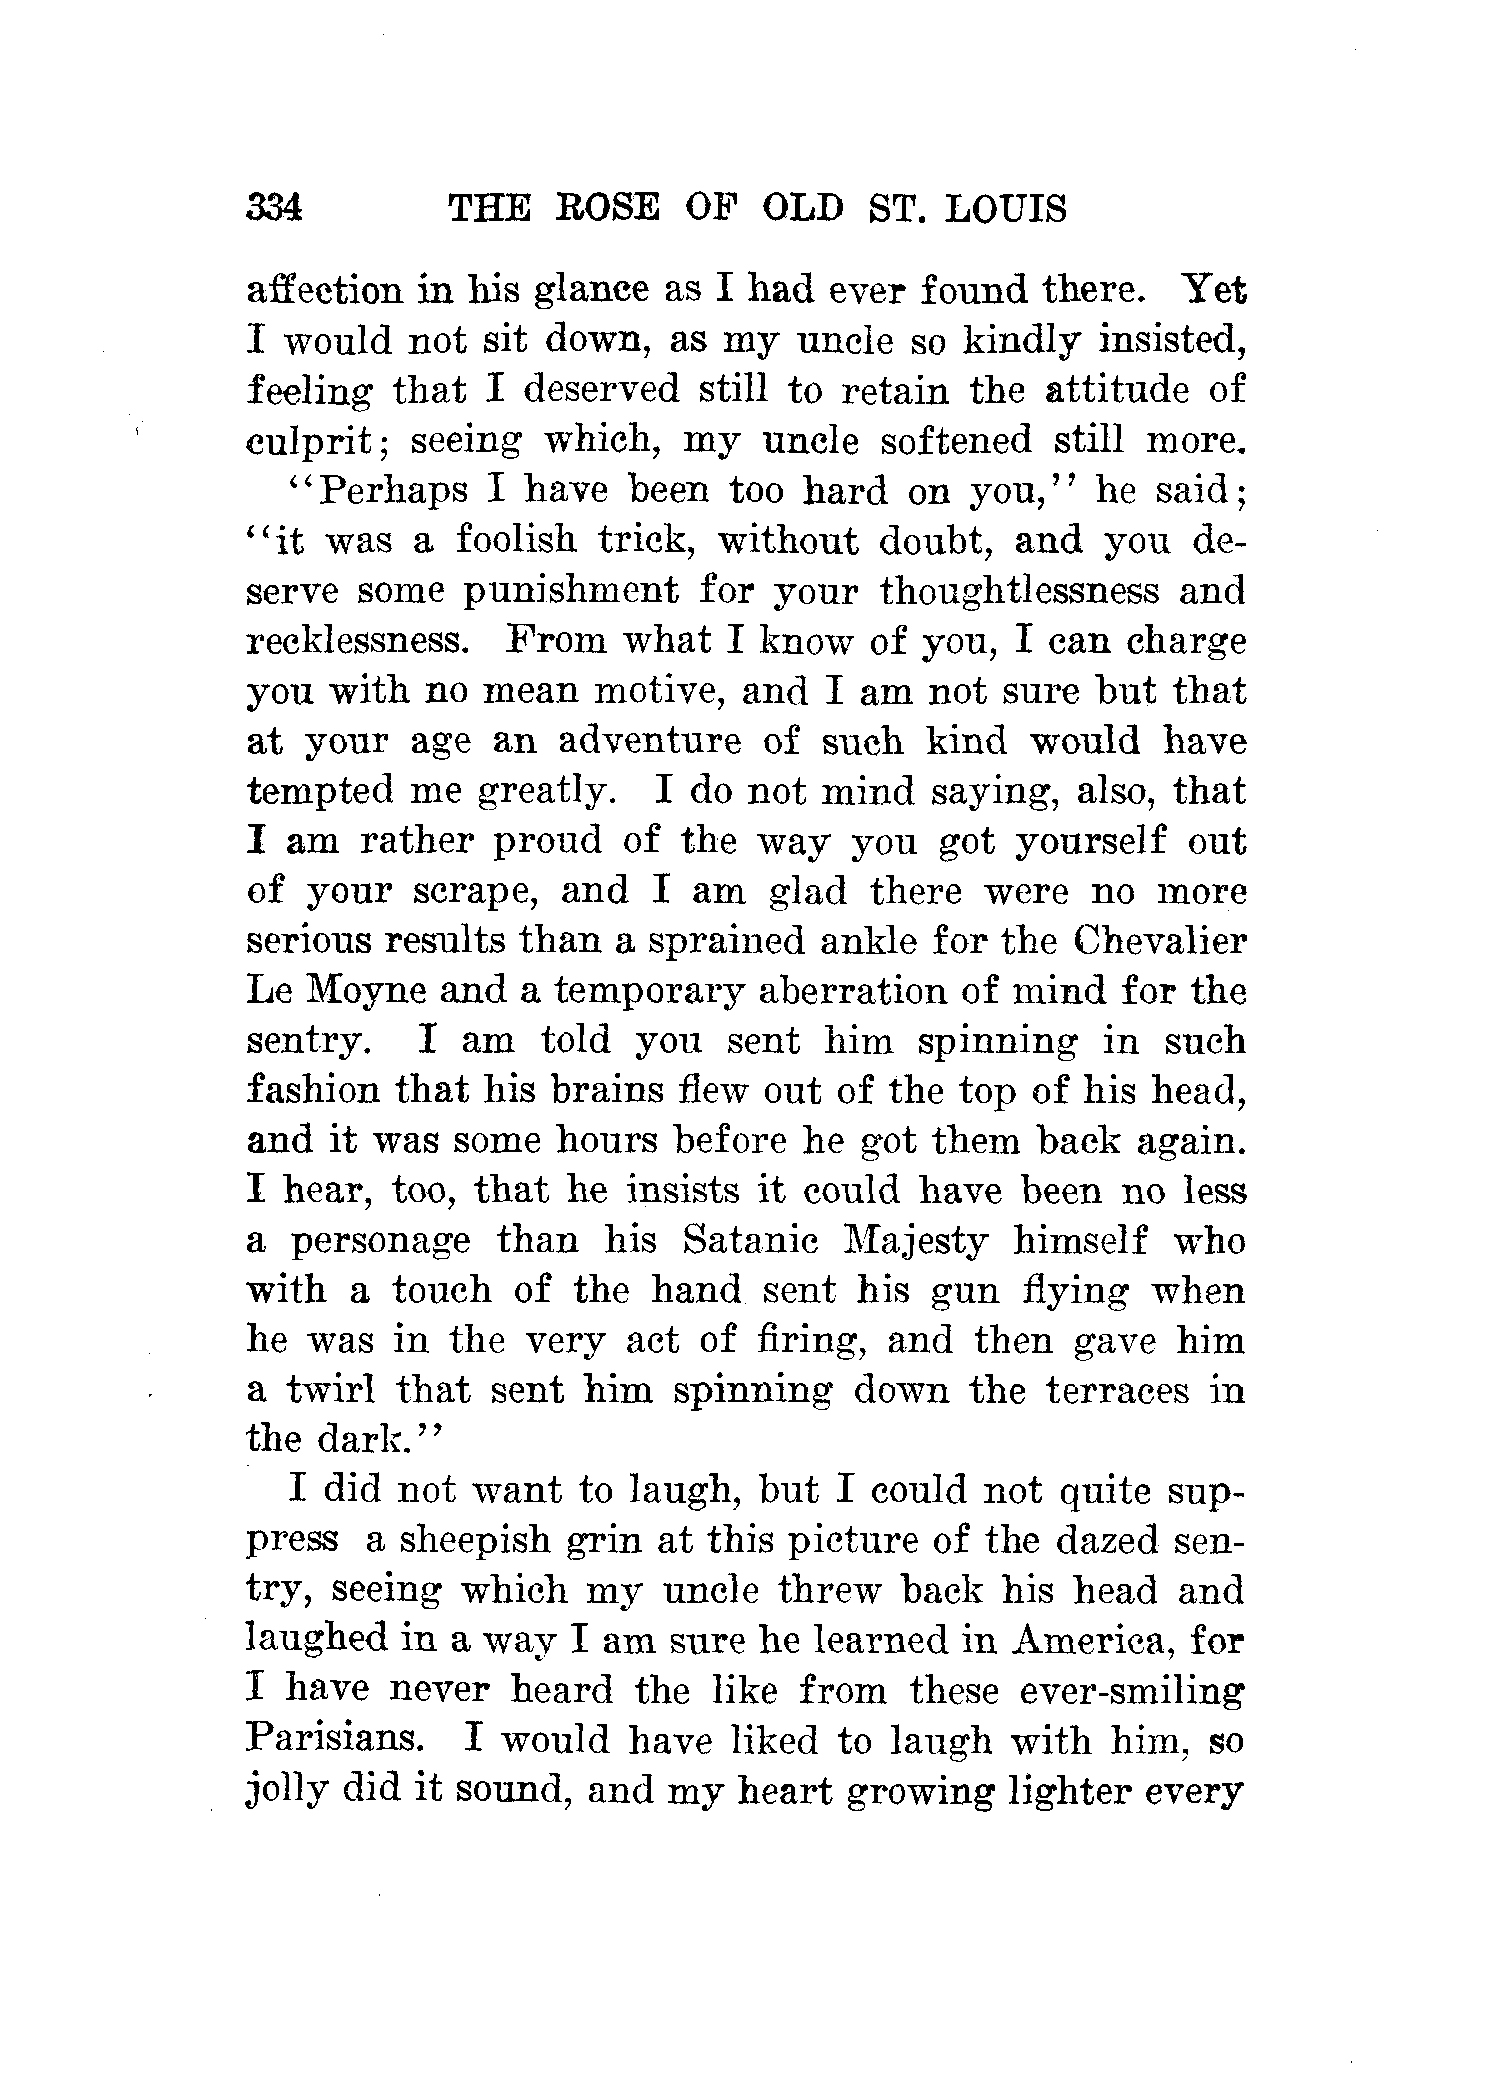 334 THE ROSE OF OLD ST. LOUIS
affection in his glance as I had ever found there. Yet
I would not sit down, as my uncle so kindly insisted,
feeling that I deserved still to retain the attitude of
culprit; seeing which, my uncle softened still more.
"Perhaps I have been too hard on you," he said;
"it was a foolish trick, without doubt, and you de-
serve some punishment for your thoughtlessness and
recklessness. From what I know of you, I can charge
you with no mean motive, and I am not sure but that
at your age an adventure of such kind would have
tempted me greatly. I do not mind saying, also, that
I am rather proud of the way you got yourself out
of your scrape, and I am glad there were no more
serious results than a sprained ankle for the Chevalier
Le Moyne and a temporary aberration of mind for the
sentry. I am told you sent him spinning in such
fashion that his brains flew out of the top of his head,
and it was some hours before he got them back again.
I hear, too, that he insists it could have been no less
a personage than his Satanic Majesty himself who
with a touch of the hand sent his gun flying when
he was in the very act of firing, and then gave him
a twirl that sent him spinning down the terraces in
the dark."
I did not want to laugh, but I could not quite sup-
press a sheepish grin at this picture of the dazed sen-
try, seeing which my uncle threw back his head and
laughed in a way I am sure he learned in America, for
I have never heard the like from these ever-smiling
Parisians. I would have liked to laugh with him, so
jolly did it sound, and my heart growing lighter every